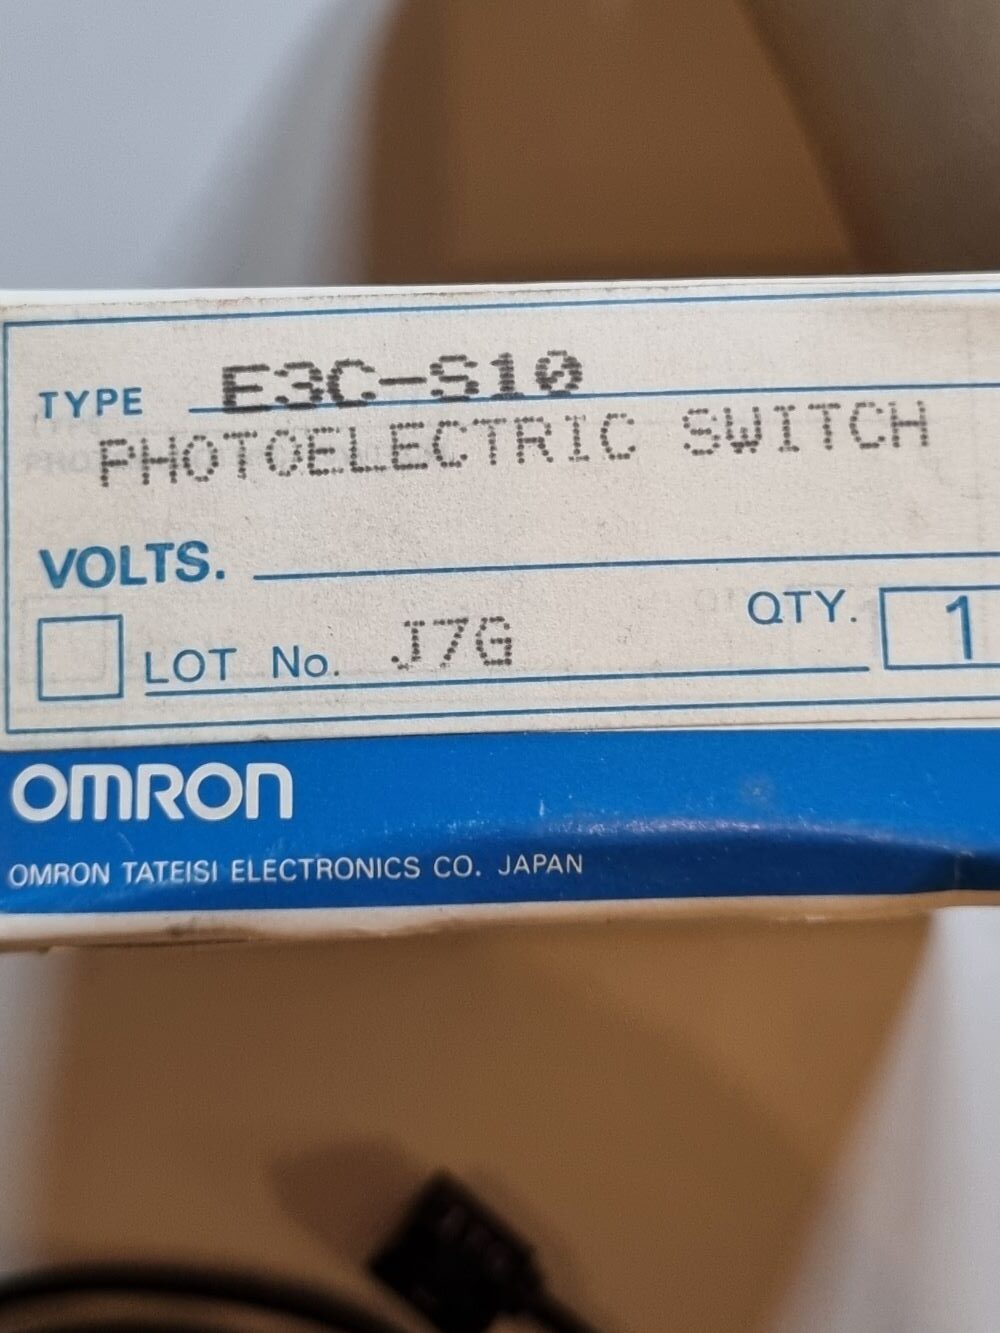 TYPE E3C-S10
PHOTOELECTRIC SWITCH
VOLTS.
LOT No. J7G QTY. 1
OMRON
OMRON TATEISI ELECTRONICS CO. JAPAN